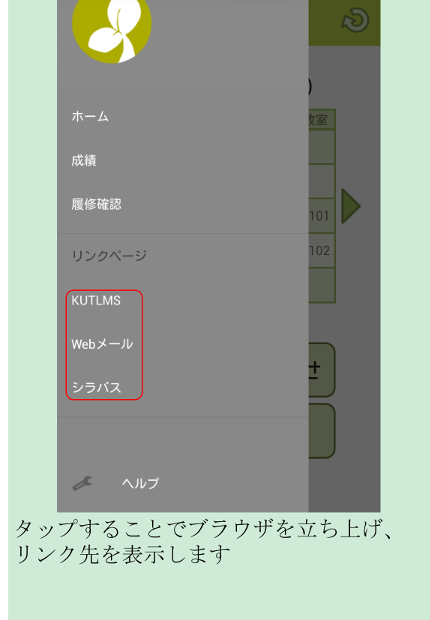 )
ホーム
教室
成績
履修確認
101
リンクページ
102
KUTLMS
Webメール
シラバス
ヘルプ
タップすることでブラウザを立ち上げ、
リンク先を表示します